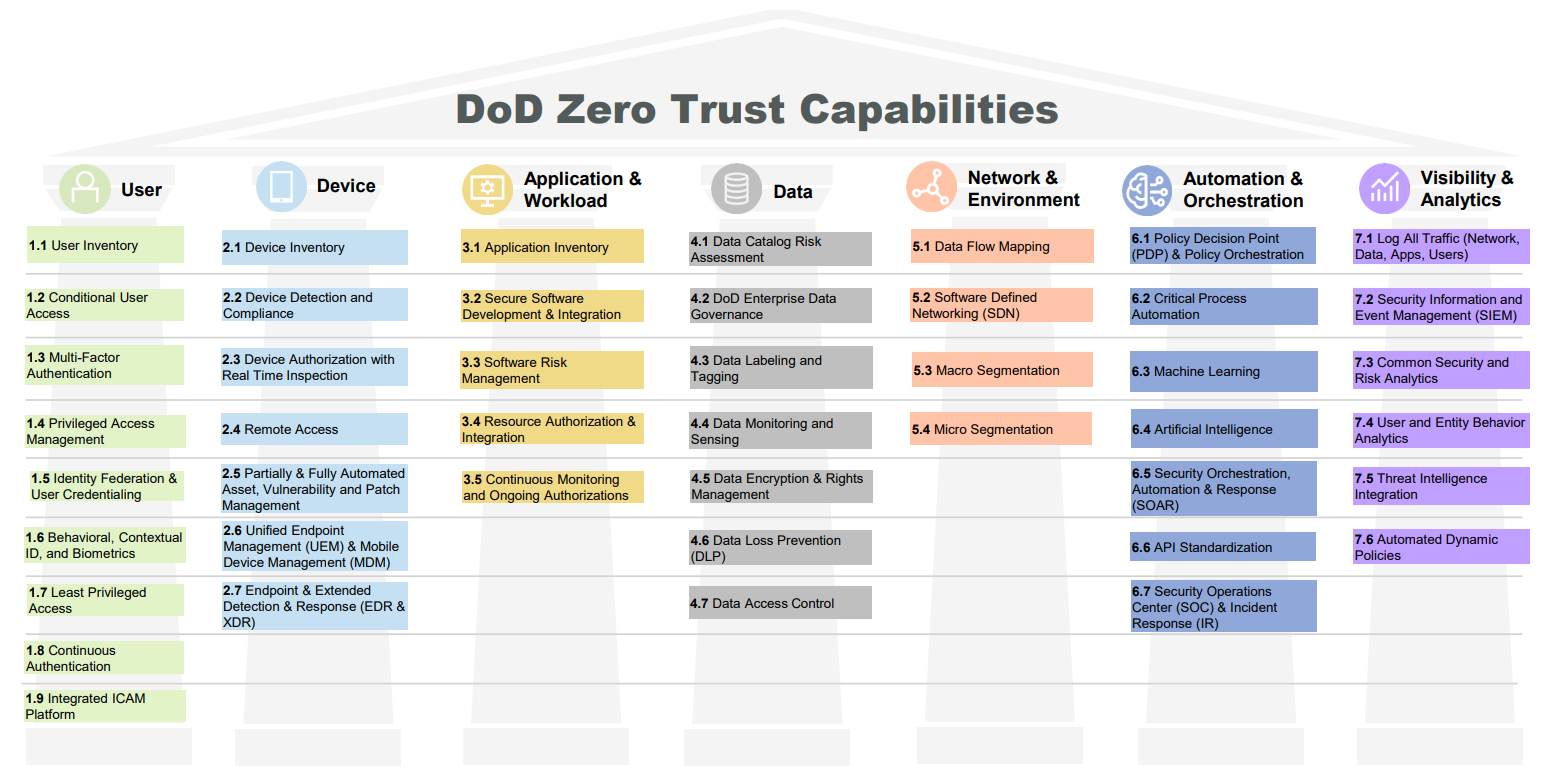 DoD Zero Trust Capabilities
User
1.1 User Inventory
1.2 Conditional User
Access
1.3 Multi-Factor
Authentication
1.4 Privileged Access
Management
1.5 Identity Federation &
User Credentialing
1.6 Behavioral, Contextual
ID, and Biometrics
1.7 Least Privileged
Access
1.8 Continuous
Authentication
1.9 Integrated ICAM
Platform
Device
2.1 Device Inventory
2.2 Device Detection and
Compliance
2.3 Device Authorization with
Real Time Inspection
2.4 Remote Access
2.5 Partially & Fully Automated
Asset, Vulnerability and Patch
Management
2.6 Unified Endpoint
Management (UEM) & Mobile
Device Management (MDM)
2.7 Endpoint & Extended
Detection & Response (EDR &
XDR)
Application &
Workload
3.1 Application Inventory
3.2 Secure Software
Development & Integration
3.3 Software Risk
Management
3.4 Resource Authorization &
Integration
3.5 Continuous Monitoring
and Ongoing Authorizations
Data
4.1 Data Catalog Risk
Assessment
4.2 DoD Enterprise Data
Governance
4.3 Data Labeling and
Tagging
4.4 Data Monitoring and
Sensing
4.5 Data Encryption & Rights
Management
4.6 Data Loss Prevention
(DLP)
4.7 Data Access Control
Network &
Environment
5.1 Data Flow Mapping
5.2 Software Defined
Networking (SDN)
5.3 Macro Segmentation
5.4 Micro Segmentation
Automation &
Orchestration
6.1 Policy Decision Point
(PDP) & Policy Orchestration
6.2 Critical Process
Automation
6.3 Machine Learning
6.4 Artificial Intelligence
6.5 Security Orchestration,
Automation & Response
(SOAR)
6.6 API Standardization
6.7 Security Operations
Center (SOC) & Incident
Response (IR)
Visibility &
Analytics
7.1 Log All Traffic (Network,
Data, Apps, Users)
7.2 Security Information and
Event Management (SIEM)
7.3 Common Security and
Risk Analytics
7.4 User and Entity Behavior
Analytics
7.5 Threat Intelligence
Integration
7.6 Automated Dynamic
Policies